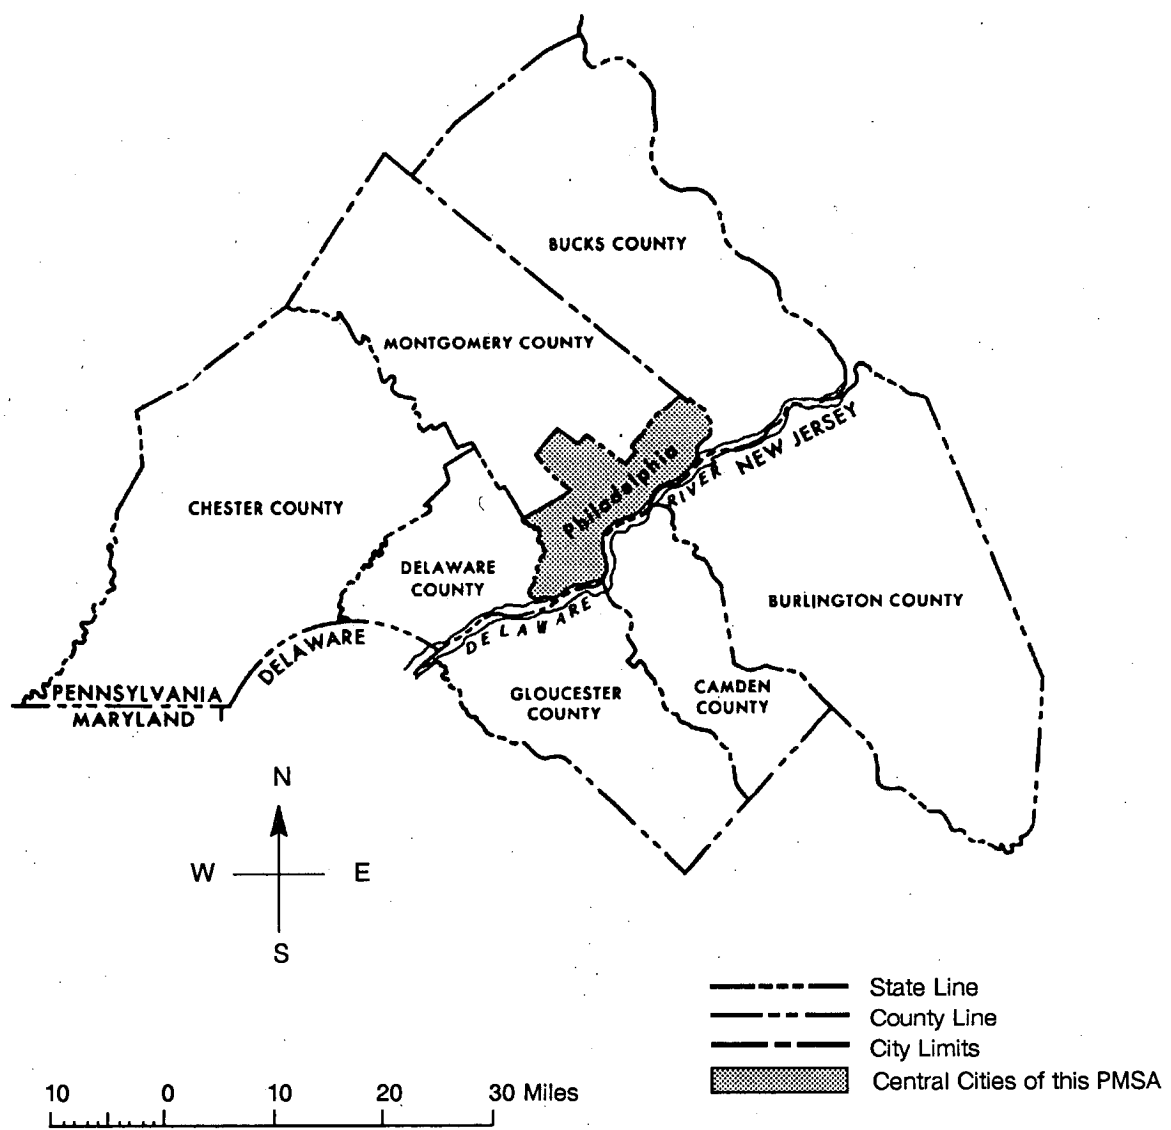 BUCKS COUNTY
MONTGOMERY COUNTY
Philadelphia
NEW JERSEY
RIVER
CHESTER COUNTY
DELAWARE
COUNTY
BURLINGTON COUNTY
DELAWARE
DELAWARE
PENNSYLVANIA
MARYLAND
GLOUCESTER
COUNTY
CAMDEN
COUNTY
N
W E
S
State Line
County Line
City Limits
Central Cities of this PMSA
10 0 10 20 30 Miles